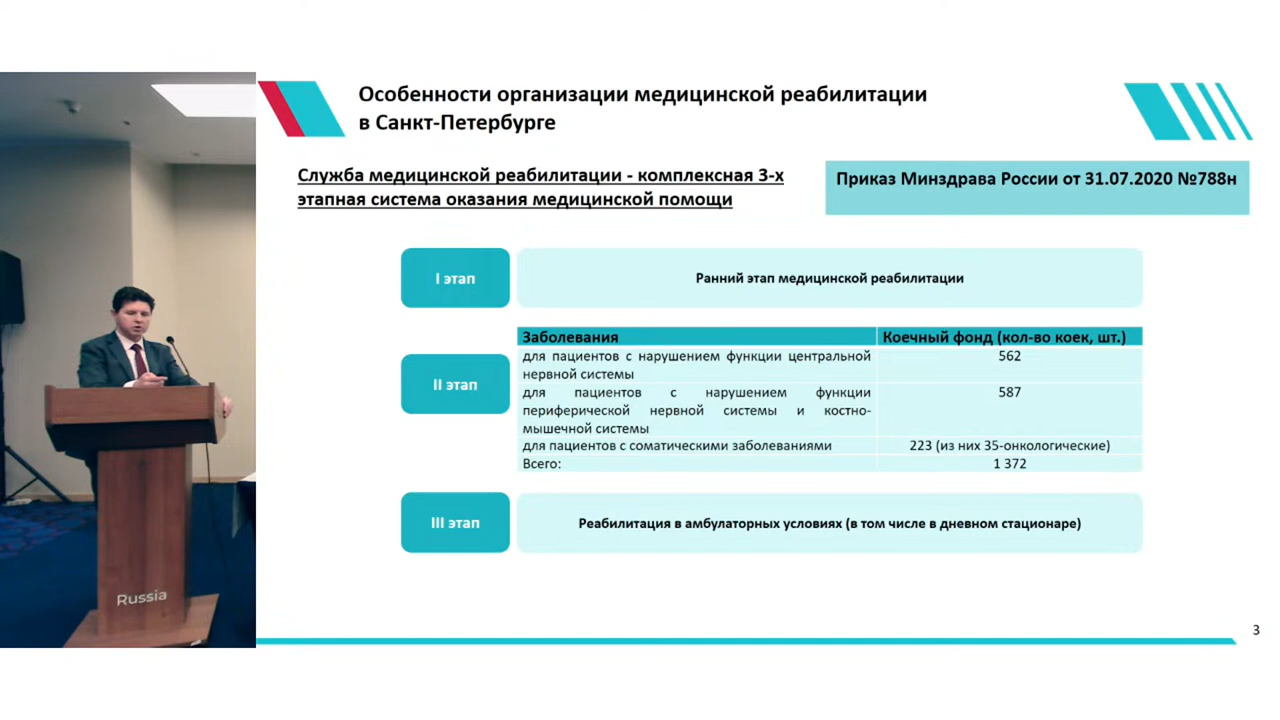 Особенности организации медицинской реабилитации
в Санкт-Петербурге
Служба медицинской реабилитации - комплексная 3-х
этапная система оказания медицинской помощи
Приказ Минздрава России от 31.07.2020 №788н
I этап
Ранний этап медицинской реабилитации
Заболевания
Коечный фонд (кол-во коек, шт.)
II этап
для пациентов с нарушением функции центральной
нервной системы
562
для пациентов с нарушением функции
периферической нервной системы и костно-
мышечной системы
587
для пациентов с соматическими заболеваниями
223 (из них 35-онкологические)
Всего:
1 372
III этап
Реабилитация в амбулаторных условиях (в том числе в дневном стационаре)
Russia
3